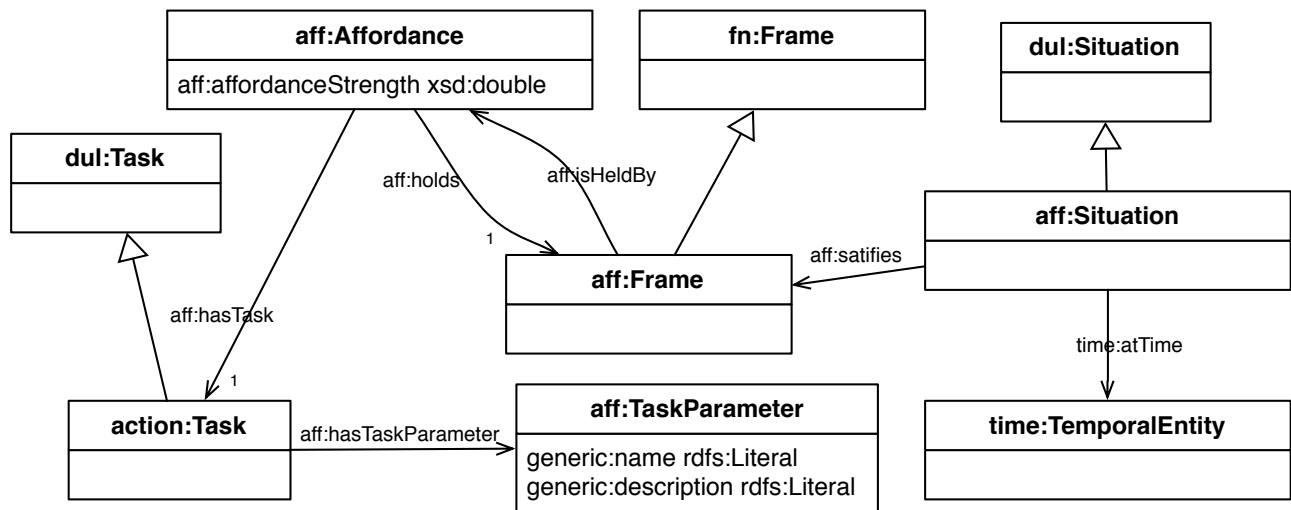 aff:Affordance
aff:affordanceStrength xsd:double
fn:Frame
dul:Situation
dul:Task
aff:holds
aff:isHeldBy
aff:Situation
1
aff:satifies
aff:Frame
aff:hasTask
time:atTime
1
action:Task
aff:hasTaskParameter
aff:TaskParameter
generic:name rdfs:Literal
generic:description rdfs:Literal
time:TemporalEntity